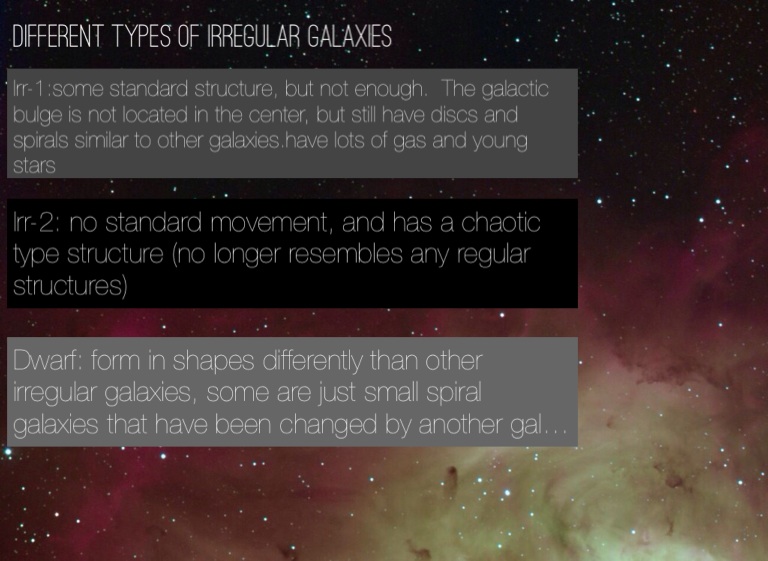 DIFFERENT TYPES OF IRREGULAR GALAXIES
Irr-1:some standard structure, but not enough.  The galactic
bulge is not located in the center, but still have discs and
spirals similar to other galaxies.have lots of gas and young
stars
Irr-2: no standard movement, and has a chaotic
type structure (no longer resembles any regular
structures)
Dwarf: form in shapes differently than other
irregular galaxies, some are just small spiral
galaxies that have been changed by another gal...